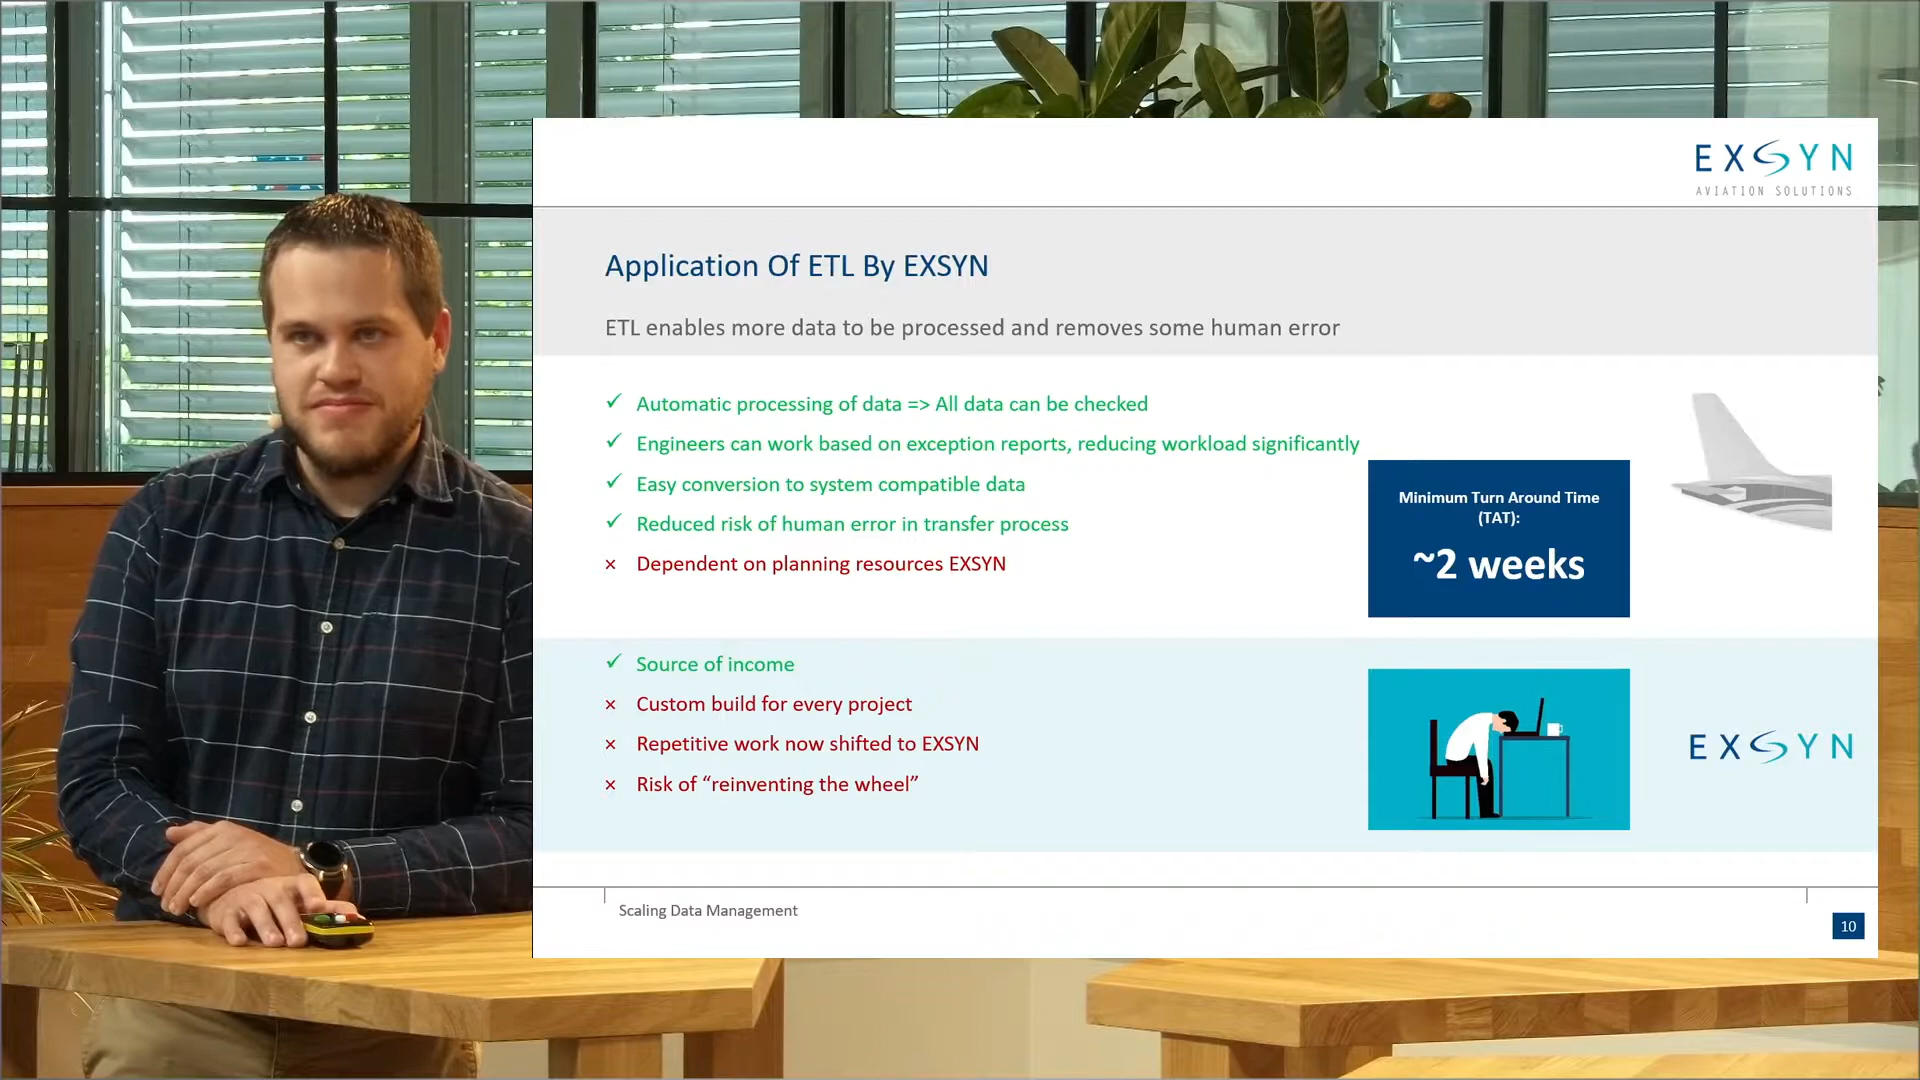 EXSYN
AVIATION SOLUTIONS
Application Of ETL By EXSYN
ETL enables more data to be processed and removes some human error
✓ Automatic processing of data => All data can be checked
✓ Engineers can work based on exception reports, reducing workload significantly
✓ Easy conversion to system compatible data
✓ Reduced risk of human error in transfer process
× Dependent on planning resources EXSYN
Minimum Turn Around Time
(TAT):
~2 weeks
✓ Source of income
× Custom build for every project
× Repetitive work now shifted to EXSYN
× Risk of “reinventing the wheel”
EXSYN
Scaling Data Management
10